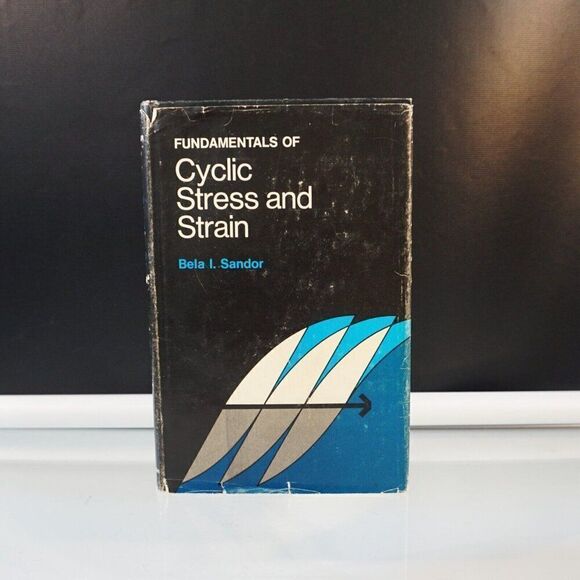 FUNDAMENTALS OF
Cyclic
Stress and
Strain
Bela I. Sandor